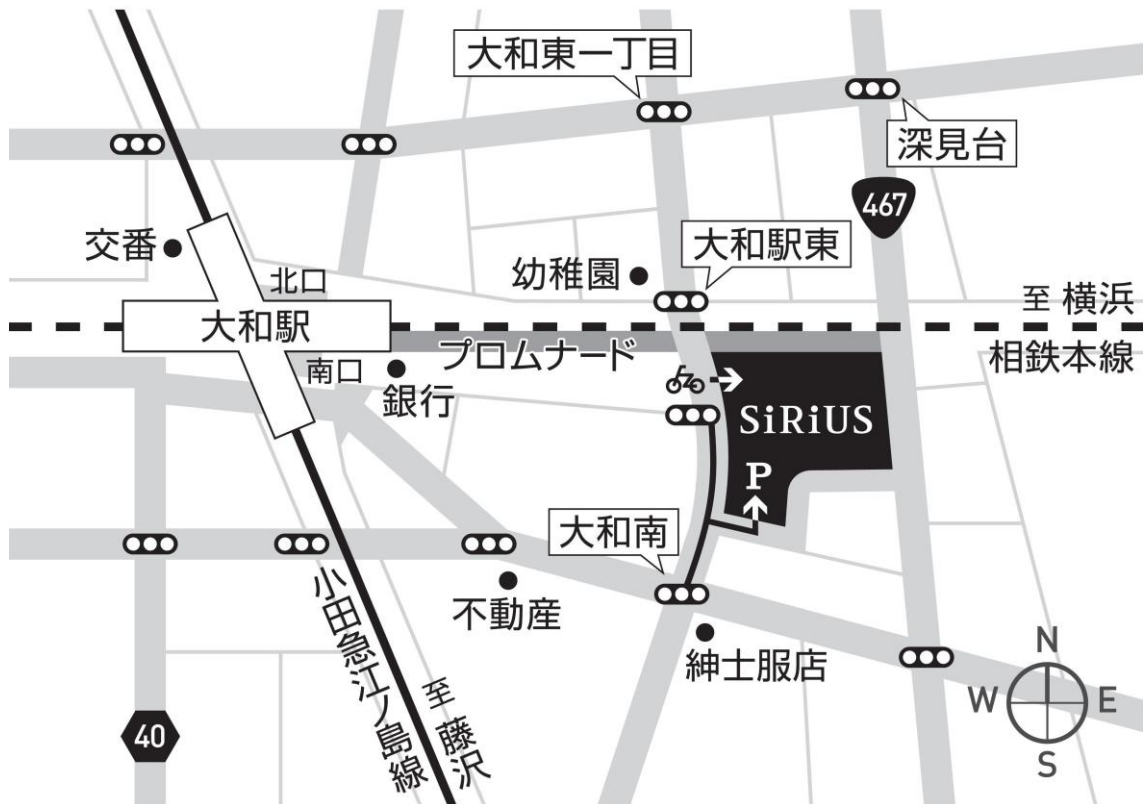 大和東一丁目
深見台
467
交番
北口
幼稚園
大和駅東
至 横浜
大和駅
プロムナード
相鉄本線
南口
銀行
SiRiUS
P
大和南
不動産
紳士服店
小田急江ノ島線
至 藤沢
40
N
W
E
S